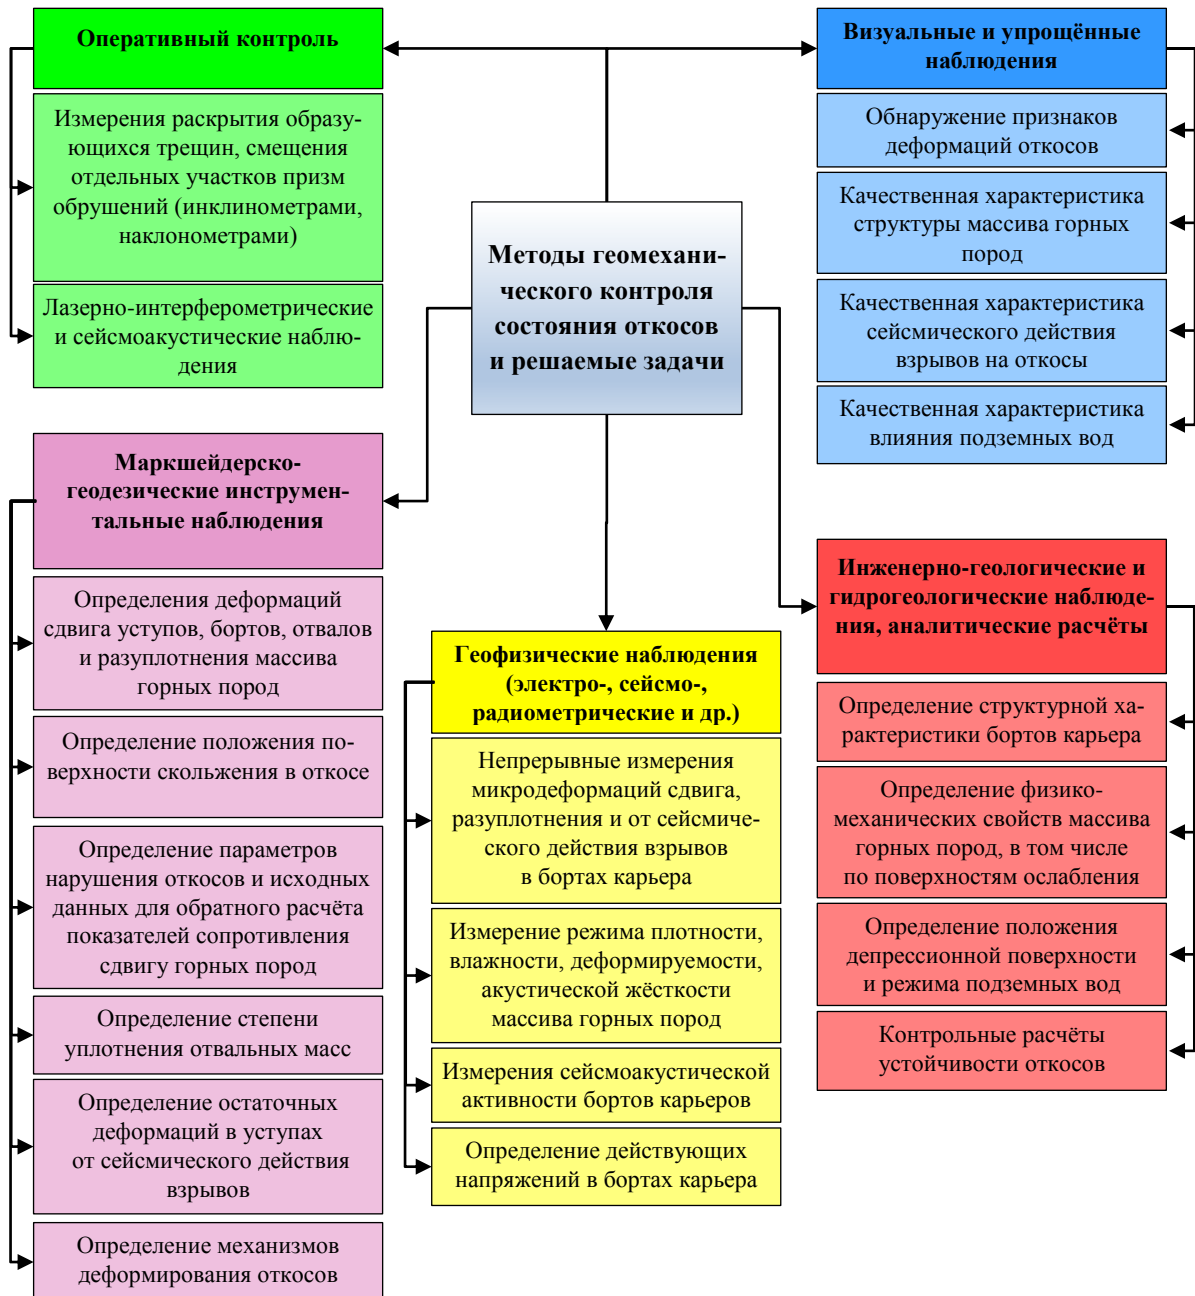 Оперативный контроль
Измерения раскрытия образу-
ющихся трещин, смещения
отдельных участков призм
обрушений (инклинометрами,
наклонометрами)
Лазерно-интерферометрические
и сейсмоакустические наблю-
дения
Визуальные и упрощённые
наблюдения
Обнаружение признаков
деформаций откосов
Качественная характеристика
структуры массива горных
пород
Качественная характеристика
сейсмического действия
взрывов на откосы
Качественная характеристика
влияния подземных вод
Методы геомехани-
ческого контроля
состояния откосов
и решаемые задачи
Маркшейдерско-
геодезические инструмен-
тальные наблюдения
Определения деформаций
сдвига уступов, бортов, отвалов
и разуплотнения массива
горных пород
Определение положения по-
верхности скольжения в откосе
Определение параметров
нарушения откосов и исходных
данных для обратного расчёта
показателей сопротивления
сдвигу горных пород
Определение степени
уплотнения отвальных масс
Определение остаточных
деформаций в уступах
от сейсмического действия
взрывов
Определение механизмов
деформирования откосов
Геофизические наблюдения
(электро-, сейсмо-,
радиометрические и др.)
Непрерывные измерения
микродеформаций сдвига,
разуплотнения и от сейсмиче-
ского действия взрывов
в бортах карьера
Измерение режима плотности,
влажности, деформируемости,
акустической жёсткости
массива горных пород
Измерения сейсмоакустической
активности бортов карьеров
Определение действующих
напряжений в бортах карьера
Инженерно-геологические и
гидрогеологические наблюде-
ния, аналитические расчёты
Определение структурной ха-
рактеристики бортов карьера
Определение физико-
механических свойств массива
горных пород, в том числе
по поверхностям ослабления
Определение положения
депрессионной поверхности
и режима подземных вод
Контрольные расчёты
устойчивости откосов